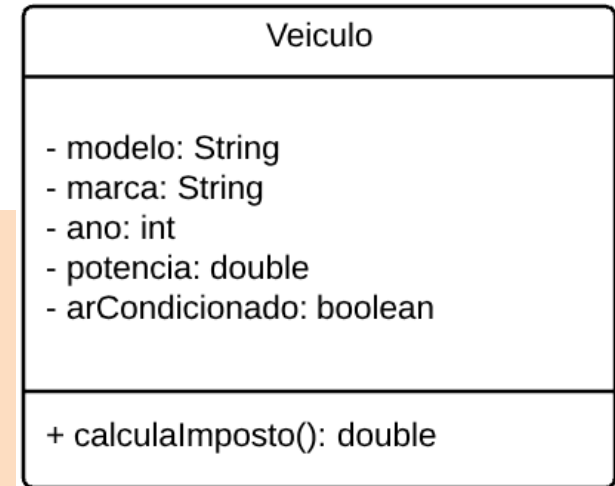 Veiculo
- modelo: String
- marca: String
- ano: int
- potencia: double
- arCondicionado: boolean
+ calculaImposto(): double